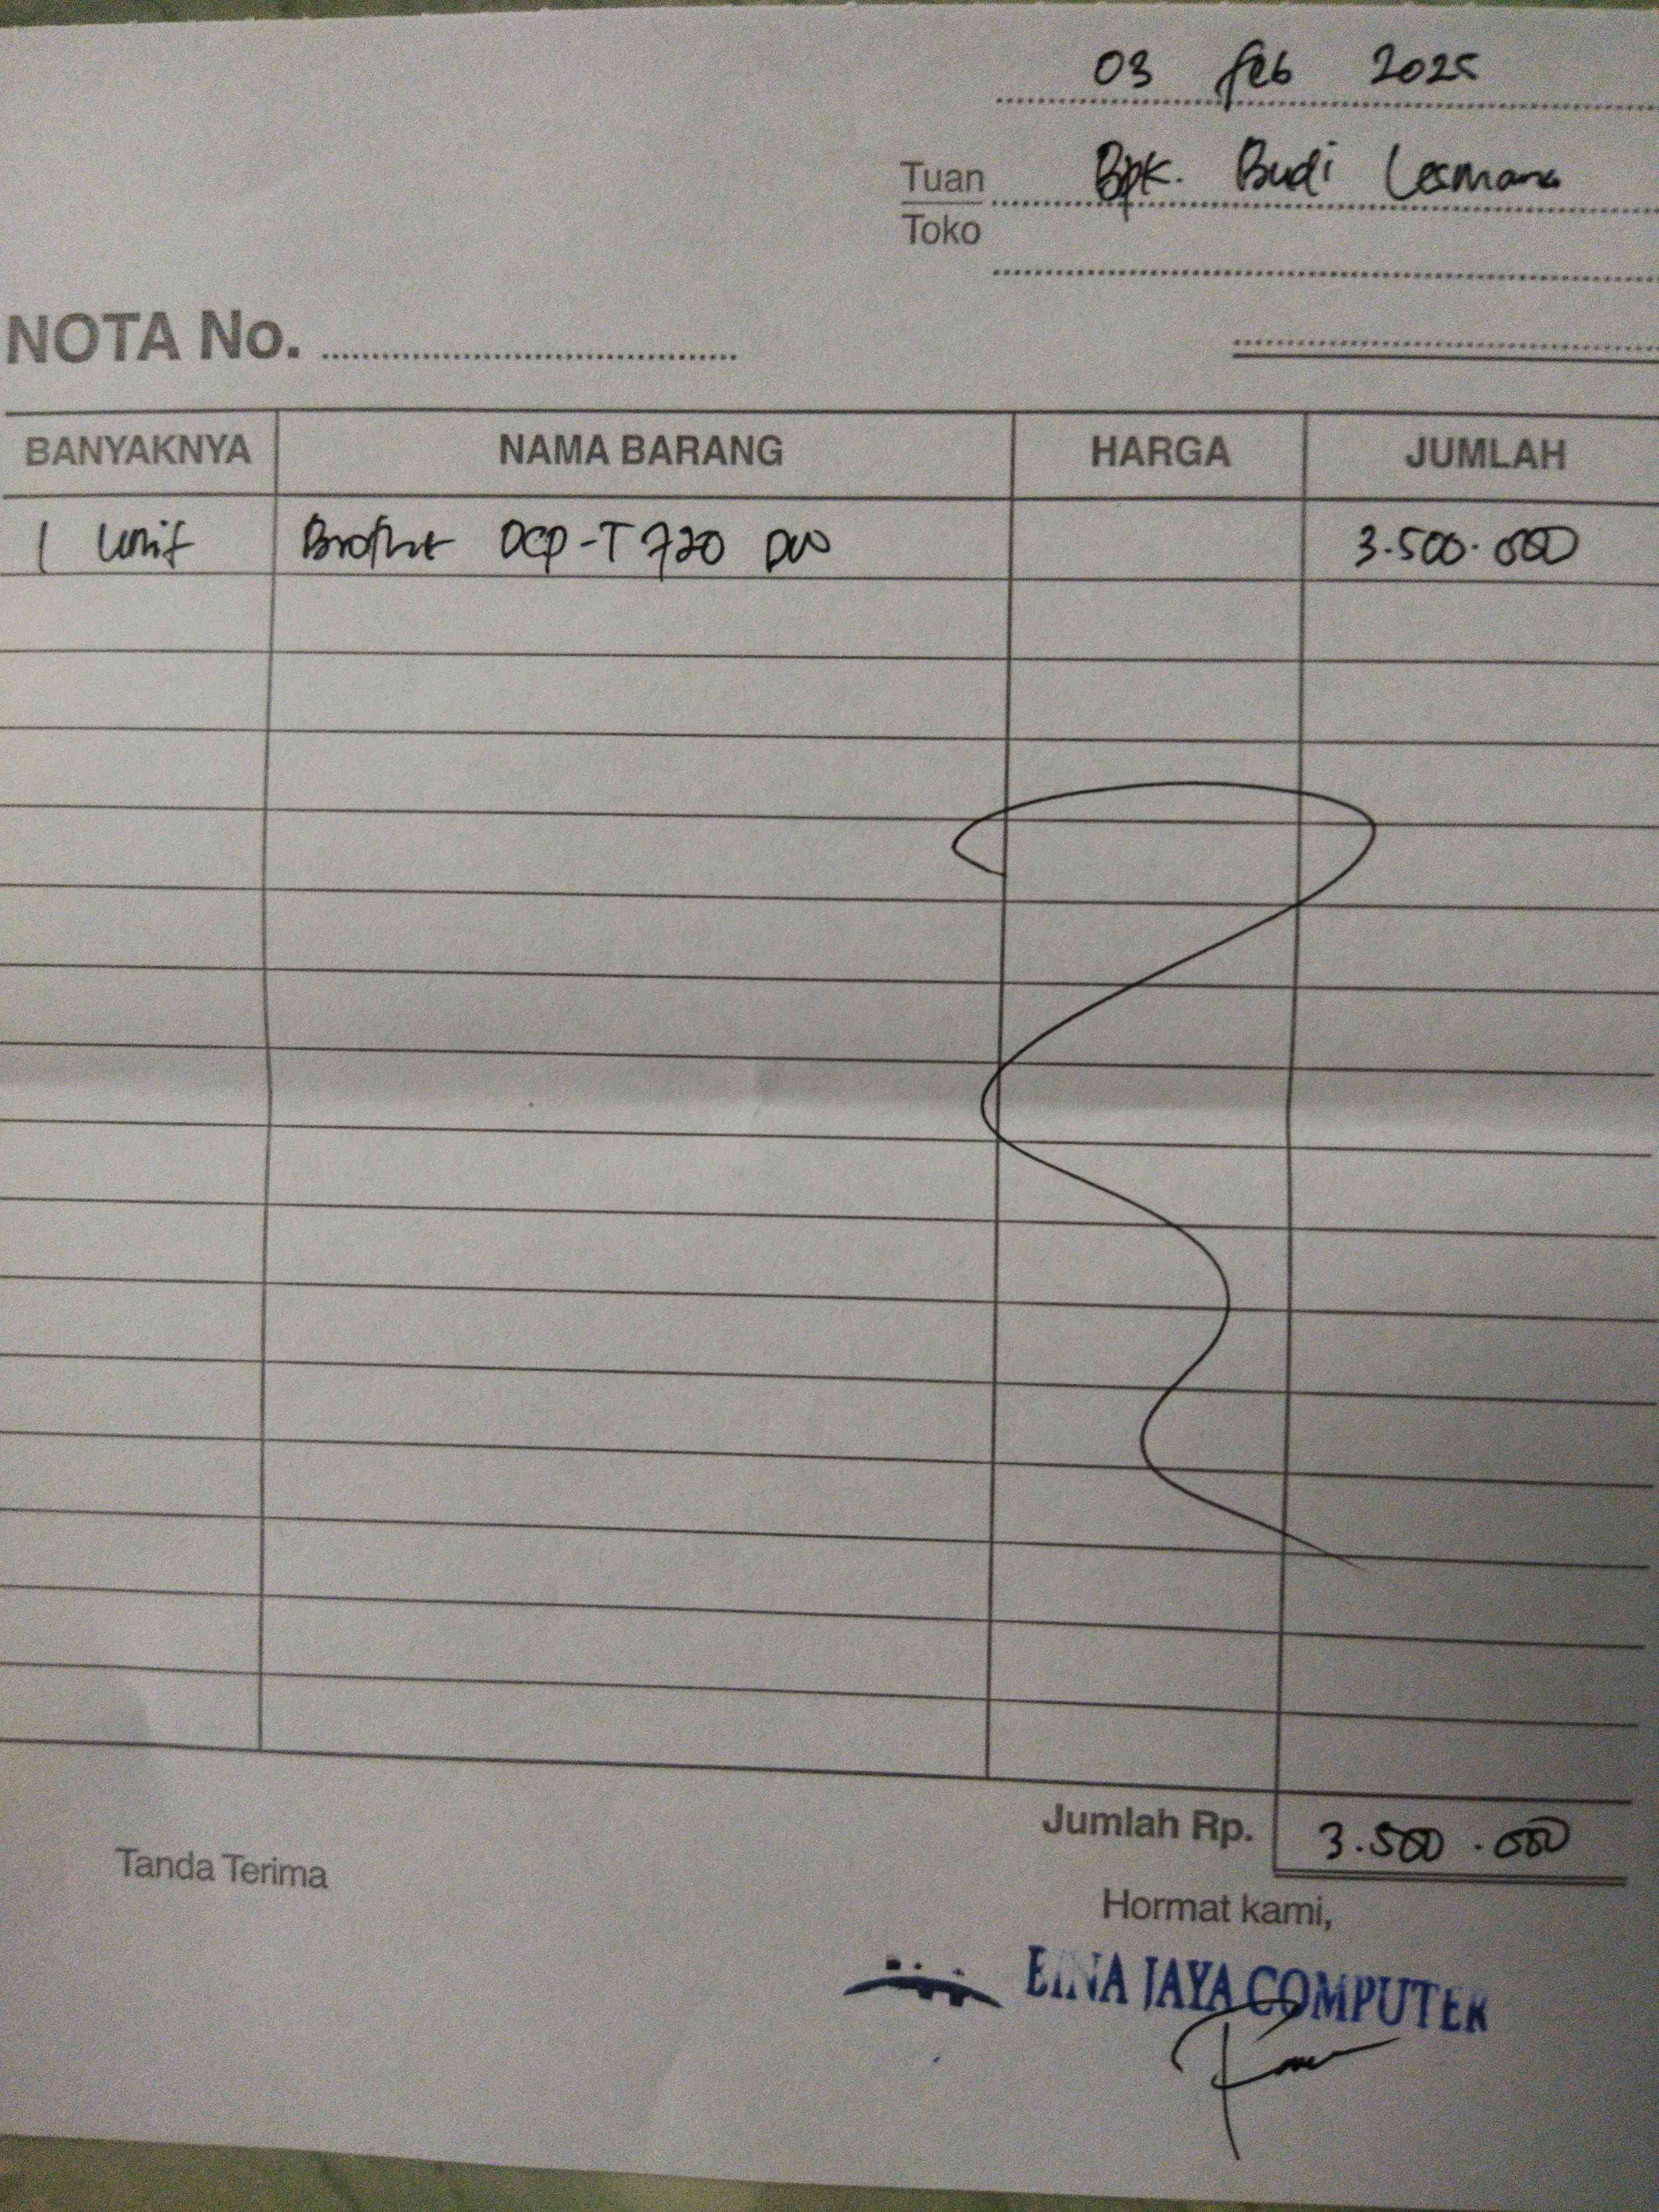 03 Feb 2025
Tuan Bpk. Budi Lesmana
Toko
NOTA No.
BANYAKNYA NAMA BARANG HARGA JUMLAH
1 Unit Brother DCP-T720 DW 3.500.000
Jumlah Rp. 3.500.000
Tanda Terima
Hormat kami,
BINA JAYA COMPUTER